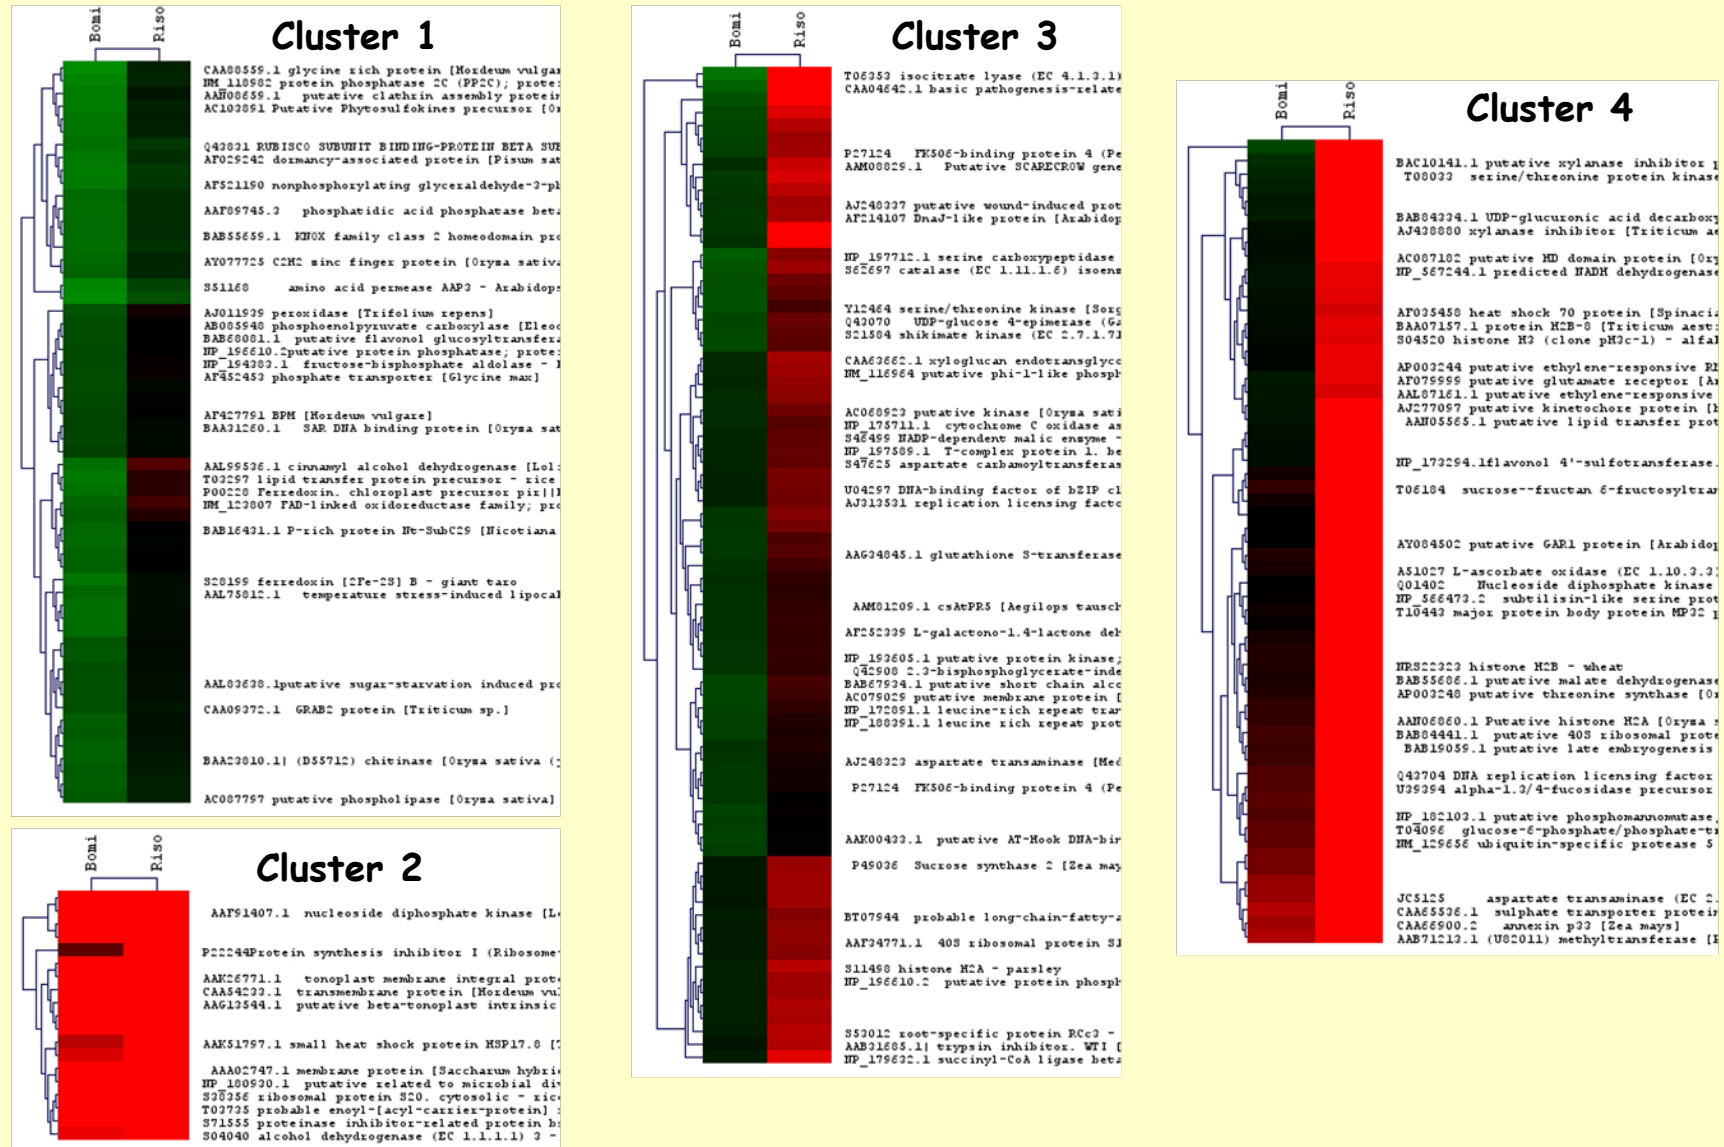 Bomi
Riso
Cluster 1
CAA88559.1 glycine rich protein [Hordeum vulgar
NM_118982 protein phosphatase 2C (PP2C); prote:
AAN08659.1 putative clathrin assembly protein
AC103891 Putative Phytosulfokines precursor [Or
Q43831 RUBISCO SUBUNIT BINDING-PROTEIN BETA SUB
AF029242 dormancy-associated protein [Pisum sat
AF521190 nonphosphorylating glyceraldehyde-3-ph
AAF89745.3 phosphatidic acid phosphatase beta
BAB55659.1 KNOX family class 2 homeodomain pro
AY077725 C2H2 zinc finger protein [Oryza sativa
S51168 amino acid permease AAP3 - Arabidops
AJ011939 peroxidase [Trifolium repens]
AB085948 phosphoenolpyruvate carboxylase [Eleoc
BAB68081.1 putative flavonol glucosyltransfera
NP_196610.2putative protein phosphatase; prote:
NP_194383.1 fructose-bisphosphate aldolase -
AF452453 phosphate transporter [Glycine max]
AF427791 BPM [Hordeum vulgare]
BAA31260.1 SAR DNA binding protein [Oryza sat
AAL99536.1 cinnamyl alcohol dehydrogenase [Lol:
T03297 lipid transfer protein precursor - rice
P00228 Ferredoxin. chloroplast precursor pir||
NM_123807 FAD-linked oxidoreductase family; pro
BAB16431.1 P-rich protein Nt-SubC29 [Nicotiana
S28199 ferredoxin [2Fe-2S] B - giant taro
AAL75812.1 temperature stress-induced lipocal
AAL83638.1putative sugar-starvation induced pro
CAA09372.1 GRAB2 protein [Triticum sp.]
BAA23810.1| (D55712) chitinase [Oryza sativa (j
AC087797 putative phospholipase [Oryza sativa]
Bomi
Riso
Cluster 2
AAF91407.1 nucleoside diphosphate kinase [L
P22244Protein synthesis inhibitor I (Ribosome
AAK26771.1 tonoplast membrane integral prote
CAA54233.1 transmembrane protein [Hordeum vul
AAG13544.1 putative beta-tonoplast intrinsic
AAK51797.1 small heat shock protein HSP17.8 [T
AAA02747.1 membrane protein [Saccharum hybri
NP_180930.1 putative related to microbial di
S38356 ribosomal protein S20. cytosolic - rice
T03735 probable enoyl-[acyl-carrier-protein]
S71555 proteinase inhibitor-related protein b
S04040 alcohol dehydrogenase (EC 1.1.1.1) 3 -
Bomi
Riso
Cluster 3
T06353 isocitrate lyase (EC 4.1.3.1)
CAA04642.1 basic pathogenesis-relate
P27124 FK506-binding protein 4 (Pe
AAM08829.1 Putative SCARECROW gene
AJ248337 putative wound-induced prot
AF214107 DnaJ-like protein [Arabidop
NP_197712.1 serine carboxypeptidase
S62697 catalase (EC 1.11.1.6) isoenz
Y12464 serine/threonine kinase [Sorg
Q43070 UDP-glucose 4-epimerase (Ga
S21584 shikimate kinase (EC 2.7.1.71
CAA63662.1 xyloglucan endotransglyco
NM_116964 putative phi-1-like phosph
AC068923 putative kinase [Oryza sati
NP_175711.1 cytochrome C oxidase as
S46499 NADP-dependent malic enzyme -
NP_197589.1 T-complex protein 1. be
S47625 aspartate carbamoyltransferas
U04297 DNA-binding factor of bZIP cl
AJ313531 replication licensing facto
AAG34845.1 glutathione S-transferase
AAM81209.1 csAtPR5 [Aegilops tausch
AF252339 L-galactono-1.4-lactone deh
NP_193605.1 putative protein kinase;
Q42908 2.3-bisphosphoglycerate-inde
BAB67934.1 putative short chain alco
AC079029 putative membrane protein [
NP_172891.1 leucine-rich repeat tran
NP_188391.1 leucine rich repeat prot
AJ248323 aspartate transaminase [Med
P27124 FK506-binding protein 4 (Pe
AAK00433.1 putative AT-Hook DNA-bin
P49036 Sucrose synthase 2 [Zea may
BT07944 probable long-chain-fatty-a
AAF34771.1 40S ribosomal protein S1
S11498 histone H2A - parsley
NP_196610.2 putative protein phosph
S53012 root-specific protein RCc3 -
AAB31685.1| trypsin inhibitor. WTI [
NP_179632.1 succinyl-CoA ligase beta
Bomi
Riso
Cluster 4
BAC10141.1 putative xylanase inhibitor p
T08033 serine/threonine protein kinase
BAB84334.1 UDP-glucuronic acid decarboxy
AJ438880 xylanase inhibitor [Triticum ae
AC087182 putative HD domain protein [Ory
NP_567244.1 predicted NADH dehydrogenase
AF035458 heat shock 70 protein [Spinacia
BAA07157.1 protein H2B-8 [Triticum aest:
S04520 histone H3 (clone pH3c-1) - alfal
AP003244 putative ethylene-responsive R
AF079999 putative glutamate receptor [Ar
AAL87161.1 putative ethylene-responsive
AJ277097 putative kinetochore protein [h
AAN05565.1 putative lipid transfer prot
NP_173294.1flavonol 4'-sulfotransferase.
T06184 sucrose--fructan 6-fructosyltran
AY084502 putative GAR1 protein [Arabidop
A51027 L-ascorbate oxidase (EC 1.10.3.3)
Q01402 Nucleoside diphosphate kinase
NP_566473.2 subtilisin-like serine prot
T10443 major protein body protein MP32 p
NRS22323 histone H2B - wheat
BAB55686.1 putative malate dehydrogenase
AP003248 putative threonine synthase [Or
AAN06860.1 Putative histone H2A [Oryza s
BAB84441.1 putative 40S ribosomal prote
BAB19059.1 putative late embryogenesis
Q43704 DNA replication licensing factor
U39394 alpha-1.3/4-fucosidase precursor
NP_182103.1 putative phosphomannomutase.
T04096 glucose-6-phosphate/phosphate-tr
NM_129656 ubiquitin-specific protease 5
JC5125 aspartate transaminase (EC 2.
CAA65536.1 sulphate transporter protein
CAA66900.2 annexin p33 [Zea mays]
AAB71213.1 (U82011) methyltransferase [P